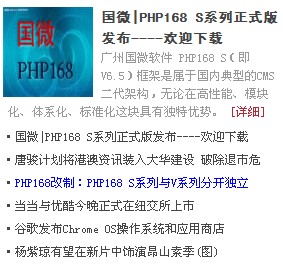 国微
PHP168
国微|PHP168 S系列正式版
发布----欢迎下载
广州国微软件 PHP168 S（即
V6.5）框架是属于国内典型的CMS
二代架构，无论在高性能、模块
化、体系化、标准化这块具有独特优势。 [详细]
· 国微|PHP168 S系列正式版发布----欢迎下载
· 唐骏计划将港澳资讯装入大华建设 破除退市危
· PHP168改制：PHP168 S系列与V系列分开独立
· 当当与优酷今晚正式在纽交所上市
· 谷歌发布Chrome OS操作系统和应用商店
· 杨紫琼有望在新片中饰演昂山素季(图)